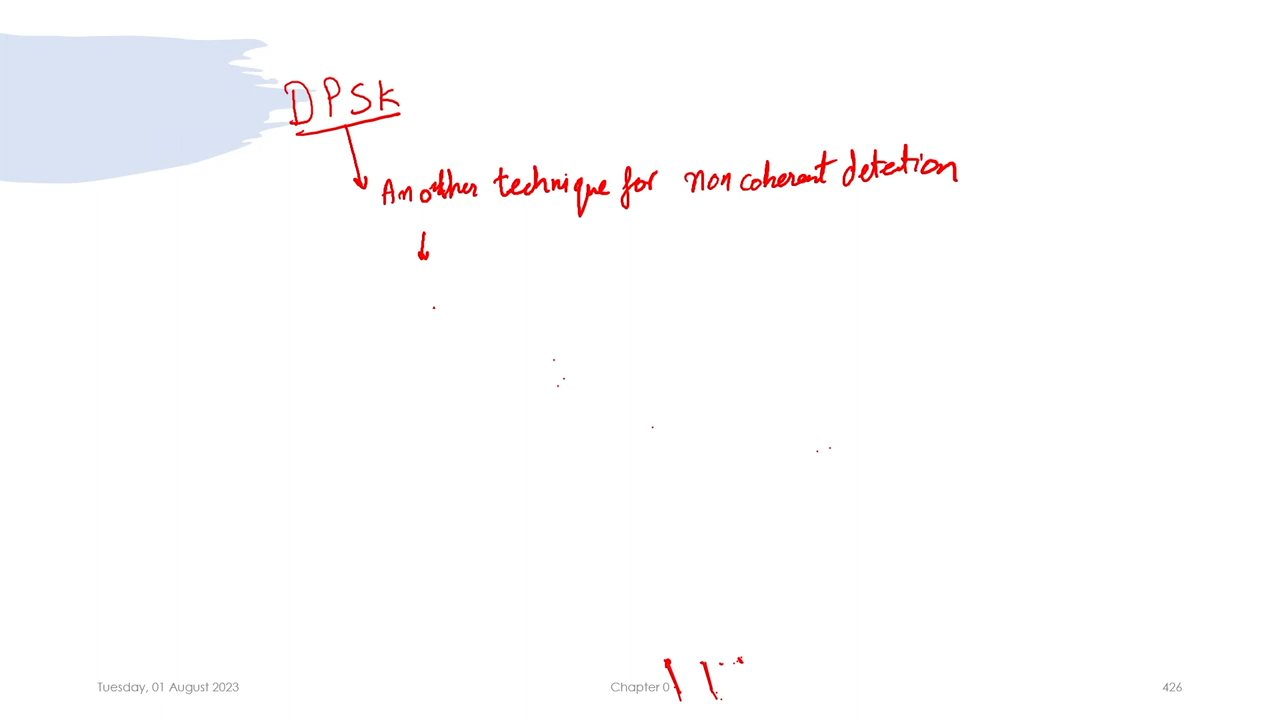 DPSK
Another technique for non coherent detection
Tuesday, 01 August 2023
Chapter 0
426